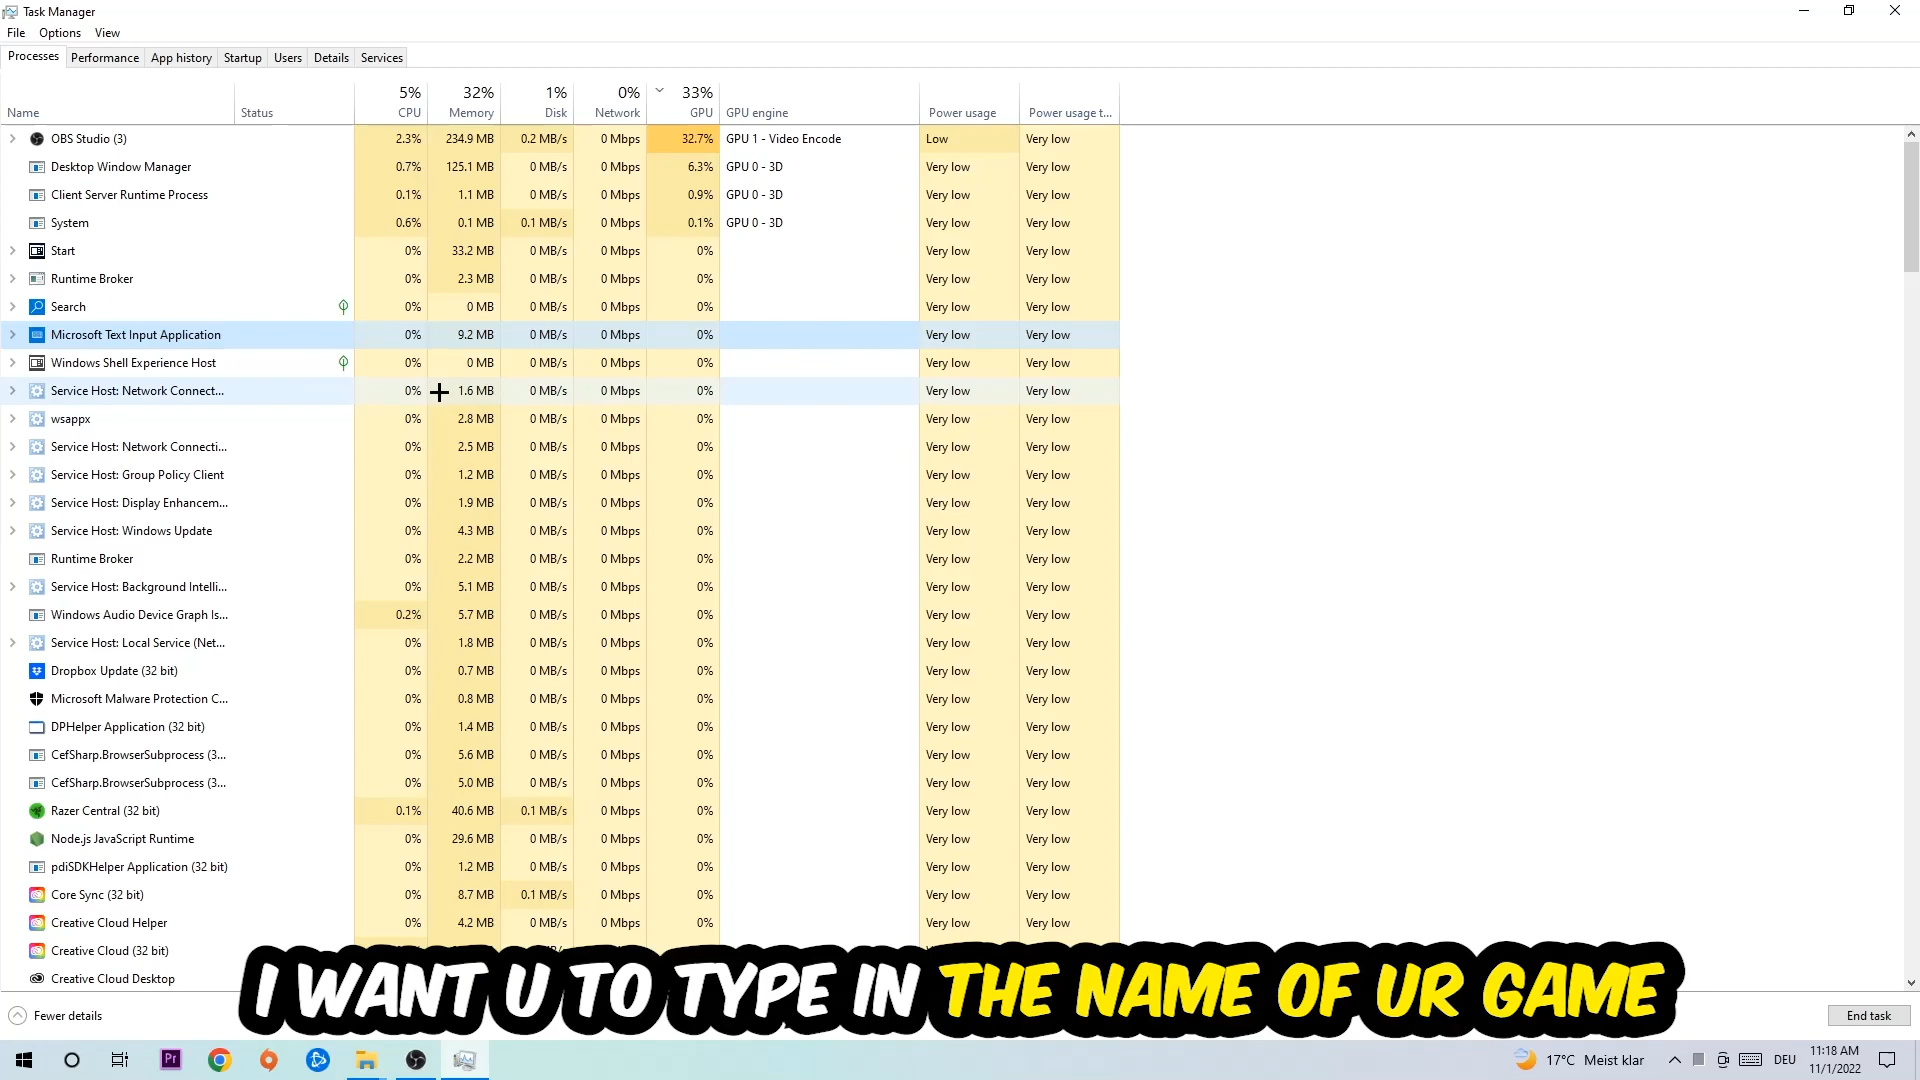 Task Manager
File Options View
Processes Performance App history Startup Users Details Services
5% 32% 1% 0% 33%
Name Status CPU Memory Disk Network GPU GPU engine Power usage Power usage t...
OBS Studio (3) 2.3% 234.9 MB 0.2 MB/s 0 Mbps 32.7% GPU 1 - Video Encode Low Very low
Desktop Window Manager 0.7% 125.1 MB 0 MB/s 0 Mbps 6.3% GPU 0 - 3D Very low Very low
Client Server Runtime Process 0.1% 1.1 MB 0 MB/s 0 Mbps 0.9% GPU 0 - 3D Very low Very low
System 0.6% 0.1 MB 0.1 MB/s 0 Mbps 0.1% GPU 0 - 3D Very low Very low
Start 0% 33.2 MB 0 MB/s 0 Mbps 0% Very low Very low
Runtime Broker 0% 2.3 MB 0 MB/s 0 Mbps 0% Very low Very low
Search 0% 0 MB 0 MB/s 0 Mbps 0% Very low Very low
Microsoft Text Input Application 0% 9.2 MB 0 MB/s 0 Mbps 0% Very low Very low
Windows Shell Experience Host 0% 0 MB 0 MB/s 0 Mbps 0% Very low Very low
Service Host: Network Connect... 0% 1.6 MB 0 MB/s 0 Mbps 0% Very low Very low
wsappx 0% 2.8 MB 0 MB/s 0 Mbps 0% Very low Very low
Service Host: Network Connecti... 0% 2.5 MB 0 MB/s 0 Mbps 0% Very low Very low
Service Host: Group Policy Client 0% 1.2 MB 0 MB/s 0 Mbps 0% Very low Very low
Service Host: Display Enhancem... 0% 1.9 MB 0 MB/s 0 Mbps 0% Very low Very low
Service Host: Windows Update 0% 4.3 MB 0 MB/s 0 Mbps 0% Very low Very low
Runtime Broker 0% 2.2 MB 0 MB/s 0 Mbps 0% Very low Very low
Service Host: Background Intelli... 0% 5.1 MB 0 MB/s 0 Mbps 0% Very low Very low
Windows Audio Device Graph Is... 0.2% 5.7 MB 0 MB/s 0 Mbps 0% Very low Very low
Service Host: Local Service (Net... 0% 1.8 MB 0 MB/s 0 Mbps 0% Very low Very low
Dropbox Update (32 bit) 0% 0.7 MB 0 MB/s 0 Mbps 0% Very low Very low
Microsoft Malware Protection C... 0% 0.8 MB 0 MB/s 0 Mbps 0% Very low Very low
DPHelper Application (32 bit) 0% 1.4 MB 0 MB/s 0 Mbps 0% Very low Very low
CefSharp.BrowserSubprocess (3... 0% 5.6 MB 0 MB/s 0 Mbps 0% Very low Very low
CefSharp.BrowserSubprocess (3... 0% 5.0 MB 0 MB/s 0 Mbps 0% Very low Very low
Razer Central (32 bit) 0.1% 40.6 MB 0.1 MB/s 0 Mbps 0% Very low Very low
Node.js JavaScript Runtime 0% 29.6 MB 0 MB/s 0 Mbps 0% Very low Very low
pdiSDKHelper Application (32 bit) 0% 1.2 MB 0 MB/s 0 Mbps 0% Very low Very low
Core Sync (32 bit) 0% 8.7 MB 0.1 MB/s 0 Mbps 0% Very low Very low
Creative Cloud Helper 0% 4.2 MB 0 MB/s 0 Mbps 0% Very low Very low
Creative Cloud (32 bit)
Creative Cloud Desktop
I WANT U TO TYPE IN THE NAME OF UR GAME
Fewer details End task
Pr 17°C Meist klar DEU 11:18 AM
11/1/2022